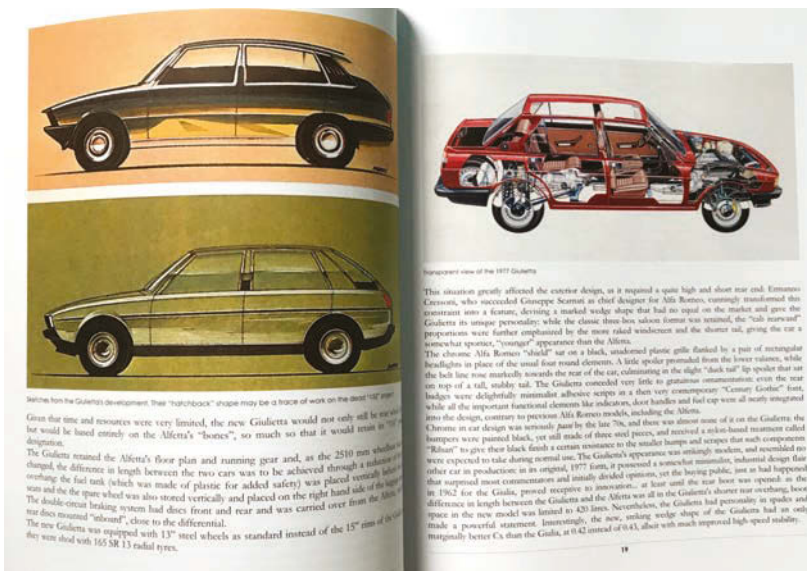 Sketches from the Giulietta's development. Their "hatchback" shape may be a trace of work on the dead
Given that time and resources were very limited, the new Giulietta would not only still be
but would be based entirely on the Alfetta's "bones", so much so that it would retain its
designation.
The Giulietta retained the Alfetta's floor plan and running gear and, as the 2510 mm wheelbase
changed, the difference in length between the two cars was to be achieved through a
overhang: the fuel tank (which was made of plastic for added safety) was placed vertically
seats and the the spare wheel was also stored vertically and placed on the right hand side of the
The double-circuit braking system had discs front and rear and was carried over from the
rear discs mounted "inbound", close to the differential.
The new Giulietta was equipped with 13" steel wheels as standard instead of the 15" rims of the
they were shod with 165 SR 13 radial tyres.
Transparent view of the 1977 Giulietta
This situation greatly affected the exterior design, as it required a quite high and short rear end: Ermanno
Cressoni, who succeeded Giuseppe Scarnati as chief designer for Alfa Romeo, cunningly transformed this
constraint into a feature, devising a marked wedge shape that had no equal on the market and gave the
Giulietta its unique personality: while the classic three-box saloon format was retained, the "cab rearward"
proportions were further emphasized by the more raked windscreen and the shorter tail, giving the car a
somewhat sportier, "younger" appearance than the Alfetta.
The chrome Alfa Romeo "shield" sat on a black, unadorned plastic grille flanked by a pair of rectangular
headlights in place of the usual four round elements. A little spoiler protruded from the lower valance, while
the belt line rose markedly towards the rear of the car, culminating in the slight "duck tail" lip spoiler that sat
on top of a tall, stubby tail. The Giulietta conceded very little to gratuitous ornamentation: even the rear
badges were delightfully minimalist adhesive scripts in a then very contemporary "Century Gothic" font,
while all the important functional elements like indicators, door handles and fuel cap were all neatly integrated
into the design, contrary to previous Alfa Romeo models, including the Alfetta.
Chrome in car design was seriously passé by the late '70s, and there was almost none of it on the Giulietta: the
bumpers were painted black, yet still made of three steel pieces, and received a nylon-based treatment called
"Rilsan" to give their black finish a certain resistance to the smaller bumps and scrapes that such components
were expected to take during normal use. The Giulietta's appearance was strikingly modern, and resembled no
other car in production: in its original, 1977 form, it possessed a somewhat minimalist, industrial design flair
that surprised most commentators and initially divided opinions, yet the buying public, just as had happened
in 1962 for the Giulia, proved receptive to innovation... at least until the rear boot was opened: as the
difference in length between the Giulietta and the Alfetta was all in the Giulietta's shorter rear overhang, boot
space in the new model was limited to 420 litres. Nevertheless, the Giulietta had personality in spades and
made a powerful statement. Interestingly, the new, striking wedge shape of the Giulietta had an only
marginally better Cx than the Giulia, at 0.42 instead of 0.43, albeit with much improved high-speed stability.
19